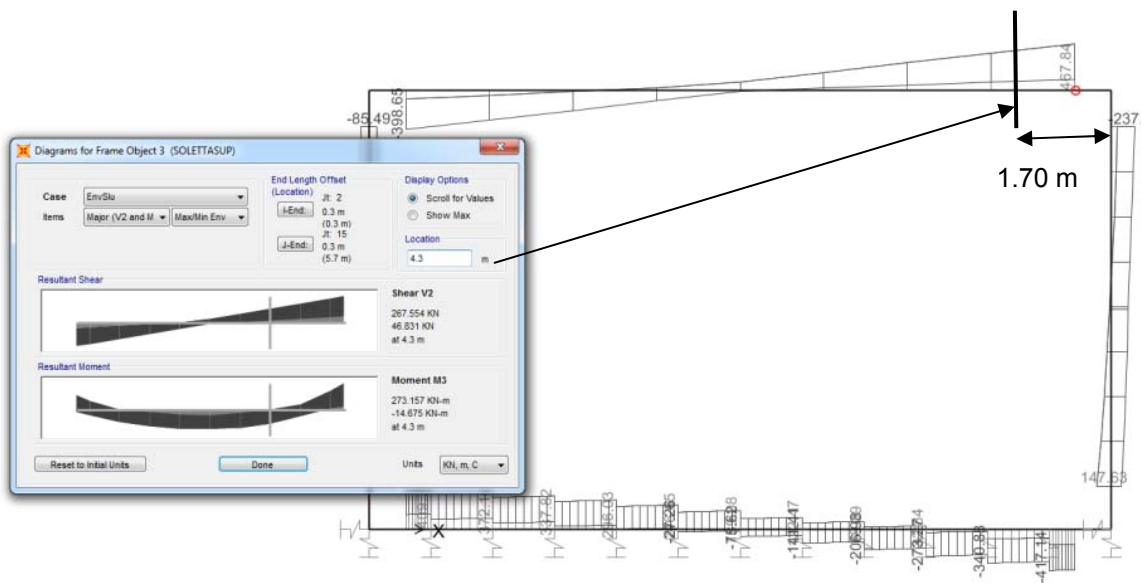 467.84
-398.65
-85.49
-237.
1.70 m
147.63
Diagrams for Frame Object 3 (SOLETTASUP)
Case
EnvSlu
Items
Major (V2 and M
Max/Min Env
End Length Offset
(Location)
Jt: 2
I-End:
0.3 m
(0.3 m)
Jt: 15
J-End:
0.3 m
(5.7 m)
Display Options
Scroll for Values
Show Max
Location
4.3
m
Resultant Shear
Shear V2
267.554 KN
46.831 KN
at 4.3 m
Resultant Moment
Moment M3
273.157 KN-m
-14.675 KN-m
at 4.3 m
Reset to Initial Units
Done
Units
KN, m, C
337.82
-340.83
-417.14
X